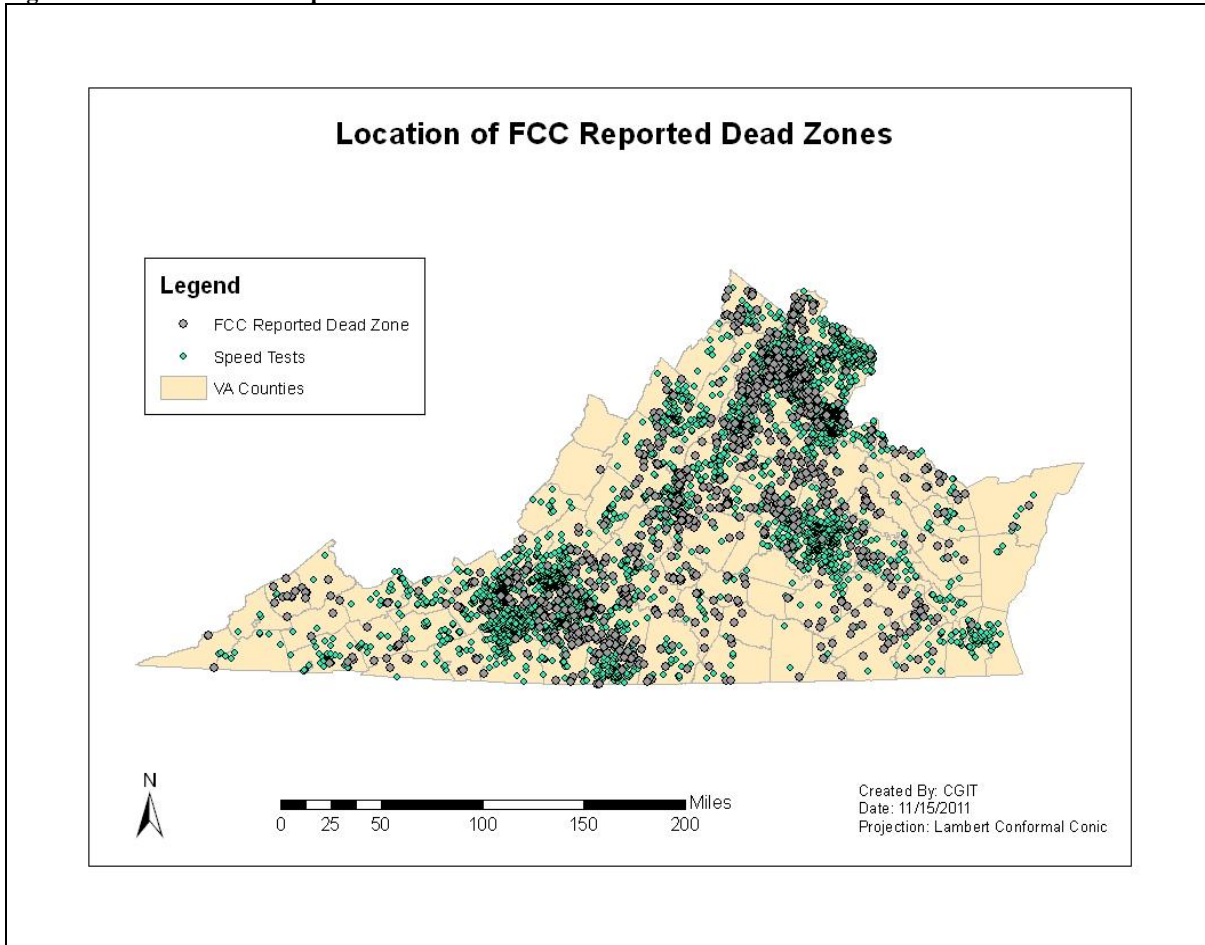 Location of FCC Reported Dead Zones
Legend
FCC Reported Dead Zone
Speed Tests
VA Counties
N
Miles
0 25 50 100 150 200
Created By: CGIT
Date: 11/15/2011
Projection: Lambert Conformal Conic